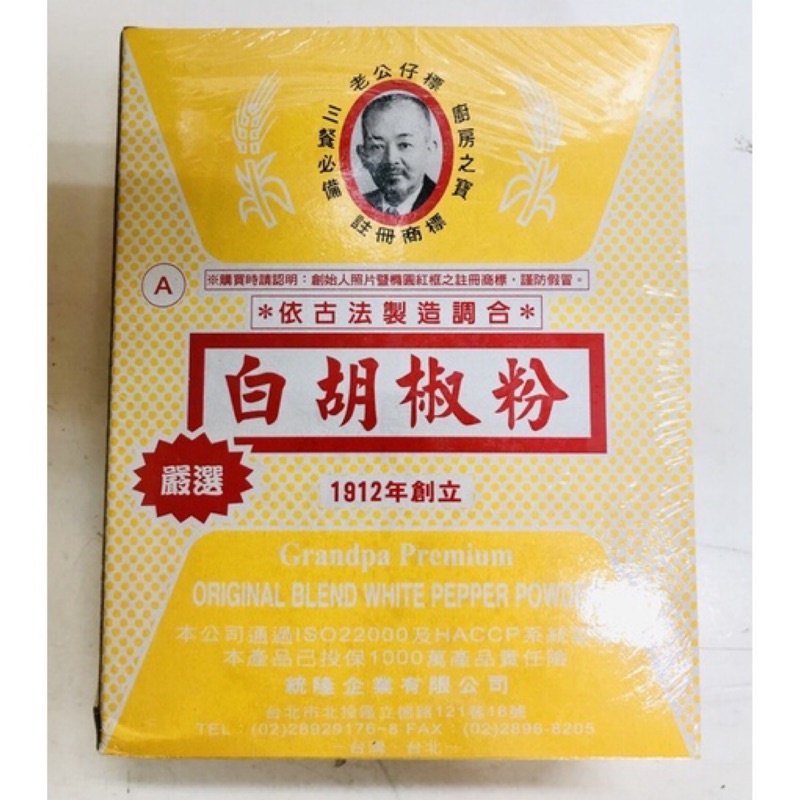 老公仔標
三餐必備
廚房之寶
註冊商標
A
※購買時請認明：創始人照片暨橢圓紅框之註冊商標，謹防假冒。
*依古法製造調合*
白胡椒粉
嚴選
1912年創立
Grandpa Premium
ORIGINAL BLEND WHITE PEPPER
本公司通過ISO22000及HACCP系統
本產品已投保1000萬產品責任險
統隆企業有限公司
台北市北投區立德路121巷16號
TEL：(02)28929176~8 FAX：(02)2896-8205
—台灣．台北—